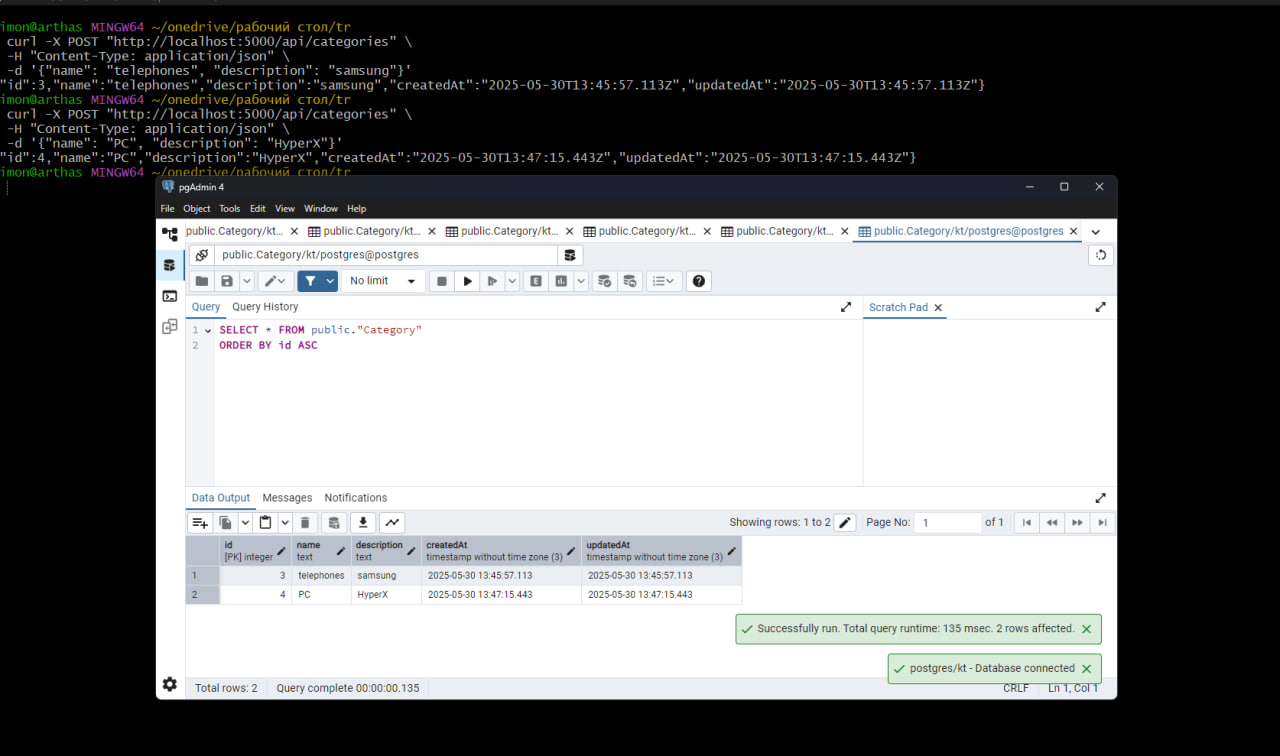 imon@arthas MINGW64 ~/onedrive/рабочий стол/tr
curl -X POST "http://localhost:5000/api/categories" \
-H "Content-Type: application/json" \
-d '{"name": "telephones", "description": "samsung"}'
"id":3,"name":"telephones","description":"samsung","createdAt":"2025-05-30T13:45:57.113Z","updatedAt":"2025-05-30T13:45:57.113Z"}
imon@arthas MINGW64 ~/onedrive/рабочий стол/tr
curl -X POST "http://localhost:5000/api/categories" \
-H "Content-Type: application/json" \
-d '{"name": "PC", "description": "HyperX"}'
"id":4,"name":"PC","description":"HyperX","createdAt":"2025-05-30T13:47:15.443Z","updatedAt":"2025-05-30T13:47:15.443Z"}
imon@arthas MINGW64 ~/onedrive/рабочий стол/tr
pgAdmin 4
File Object Tools Edit View Window Help
public.Category/kt... public.Category/kt... public.Category/kt... public.Category/kt... public.Category/kt... public.Category/kt/postgres@postgres
public.Category/kt/postgres@postgres
No limit
E
Query Query History
Scratch Pad
1 SELECT * FROM public."Category"
2 ORDER BY id ASC
Data Output Messages Notifications
Showing rows: 1 to 2 Page No: 1 of 1
id name description createdAt updatedAt
[PK] integer text text timestamp without time zone (3) timestamp without time zone (3)
1 3 telephones samsung 2025-05-30 13:45:57.113 2025-05-30 13:45:57.113
2 4 PC HyperX 2025-05-30 13:47:15.443 2025-05-30 13:47:15.443
Successfully run. Total query runtime: 135 msec. 2 rows affected.
postgres/kt - Database connected
Total rows: 2 Query complete 00:00:00.135 CRLF Ln 1, Col 1